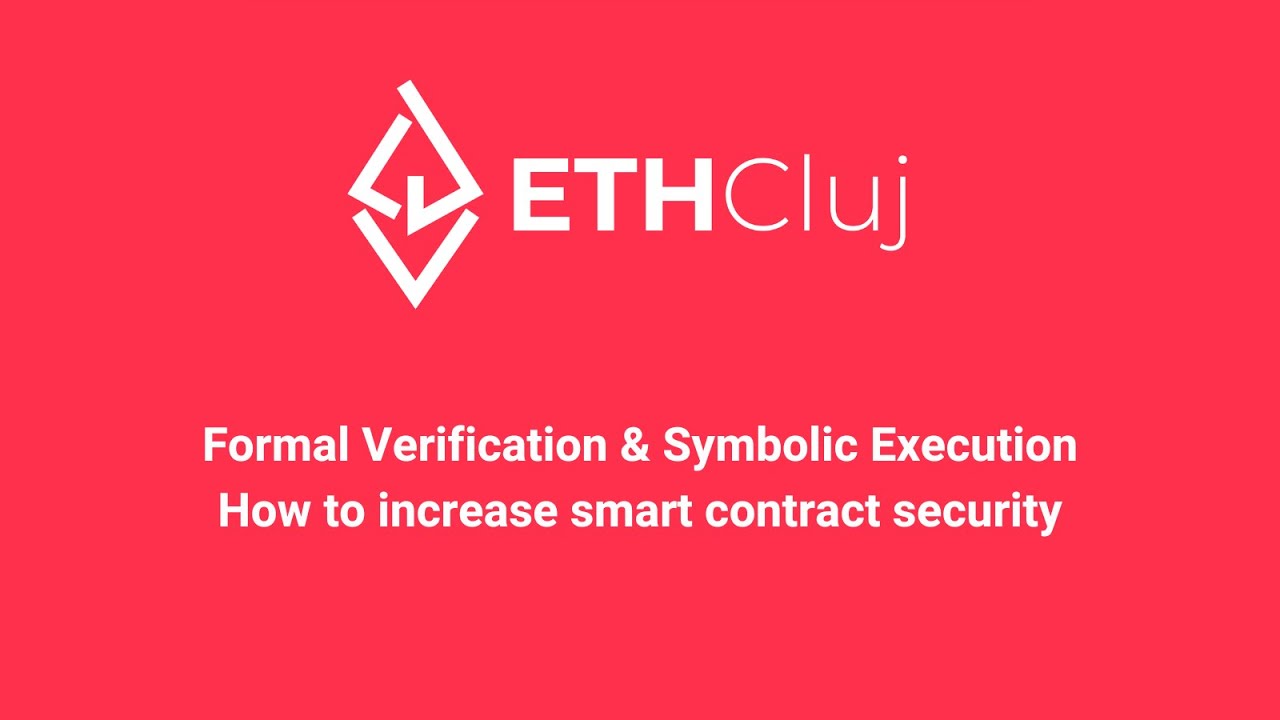 ETHCluj
Formal Verification & Symbolic Execution
How to increase smart contract security